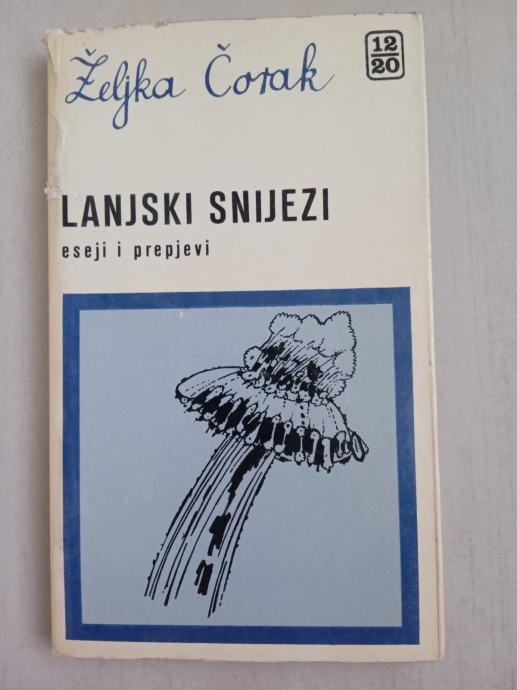 Željka Čorak
12
20
LANJSKI SNIJEZI
eseji i prepjevi